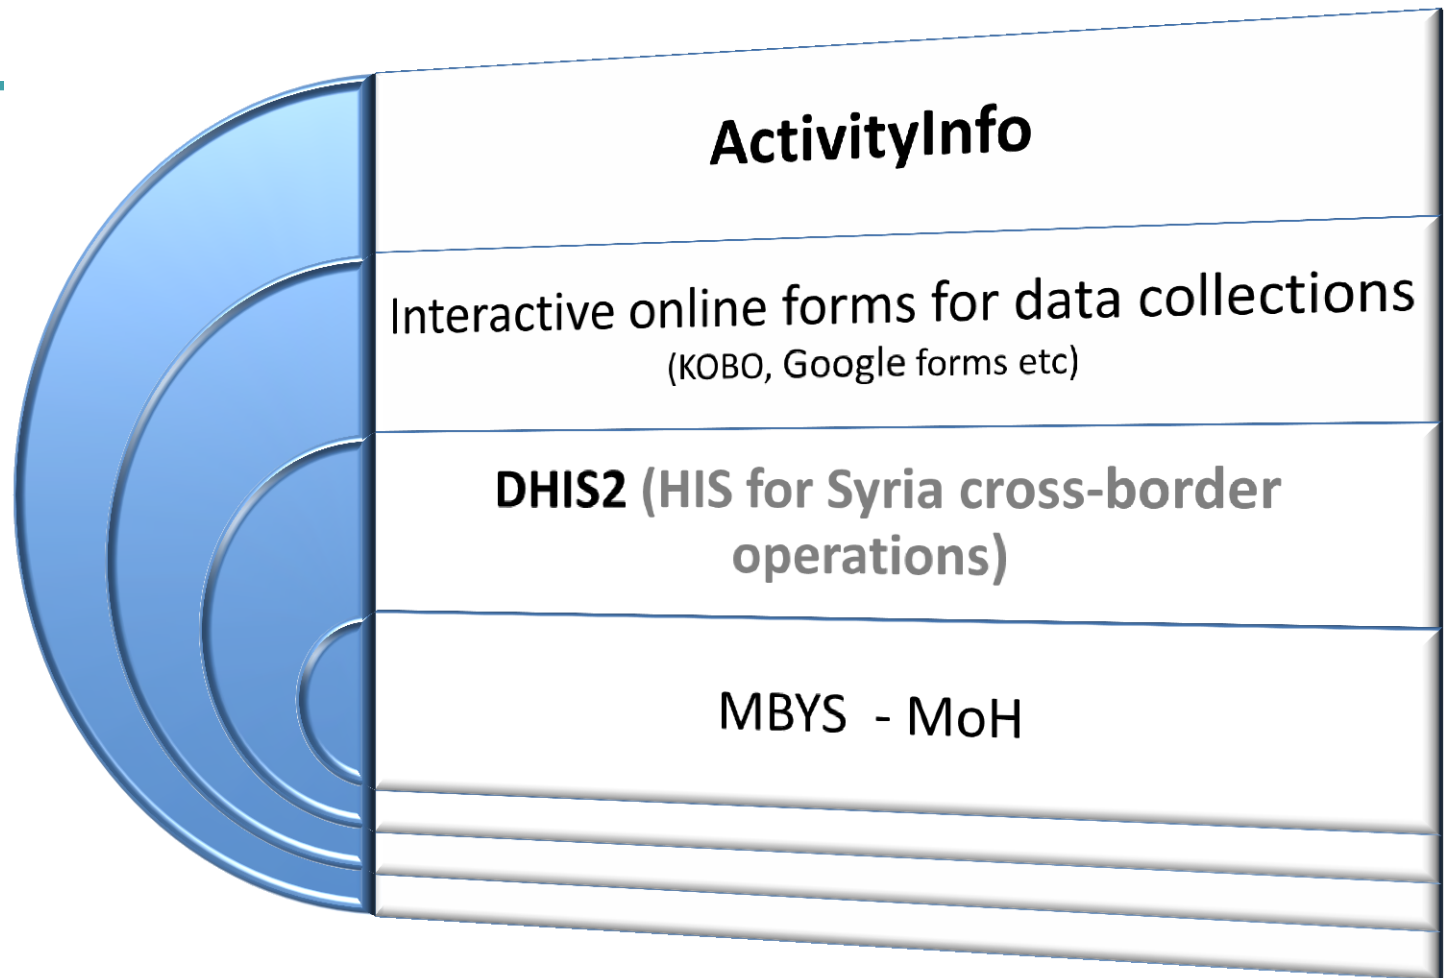 ActivityInfo
Interactive online forms for data collections
(KOBO, Google forms etc)
DHIS2 (HIS for Syria cross-border
operations)
MBYS - MoH